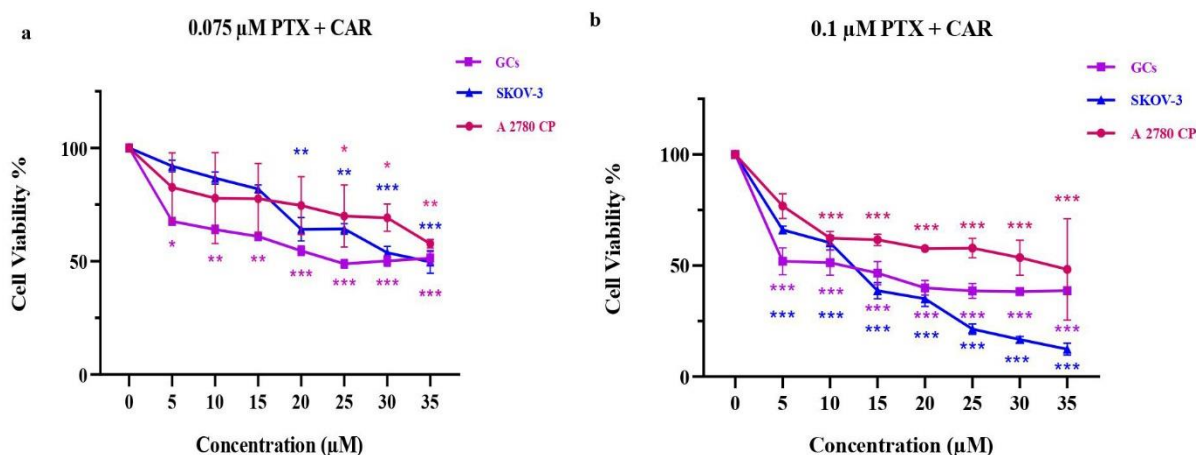 a
0.075 µM PTX + CAR
GCs
SKOV-3
A 2780 CP
Cell Viability %
100
50
0
** * ** * *** ** ***
* ** ** *** *** *** ***
0 5 10 15 20 25 30 35
Concentration (µM)
b
0.1 µM PTX + CAR
GCs
SKOV-3
A 2780 CP
Cell Viability %
100
50
0
*** *** *** *** *** ***
*** *** *** *** *** *** ***
*** *** *** *** *** *** ***
0 5 10 15 20 25 30 35
Concentration (µM)